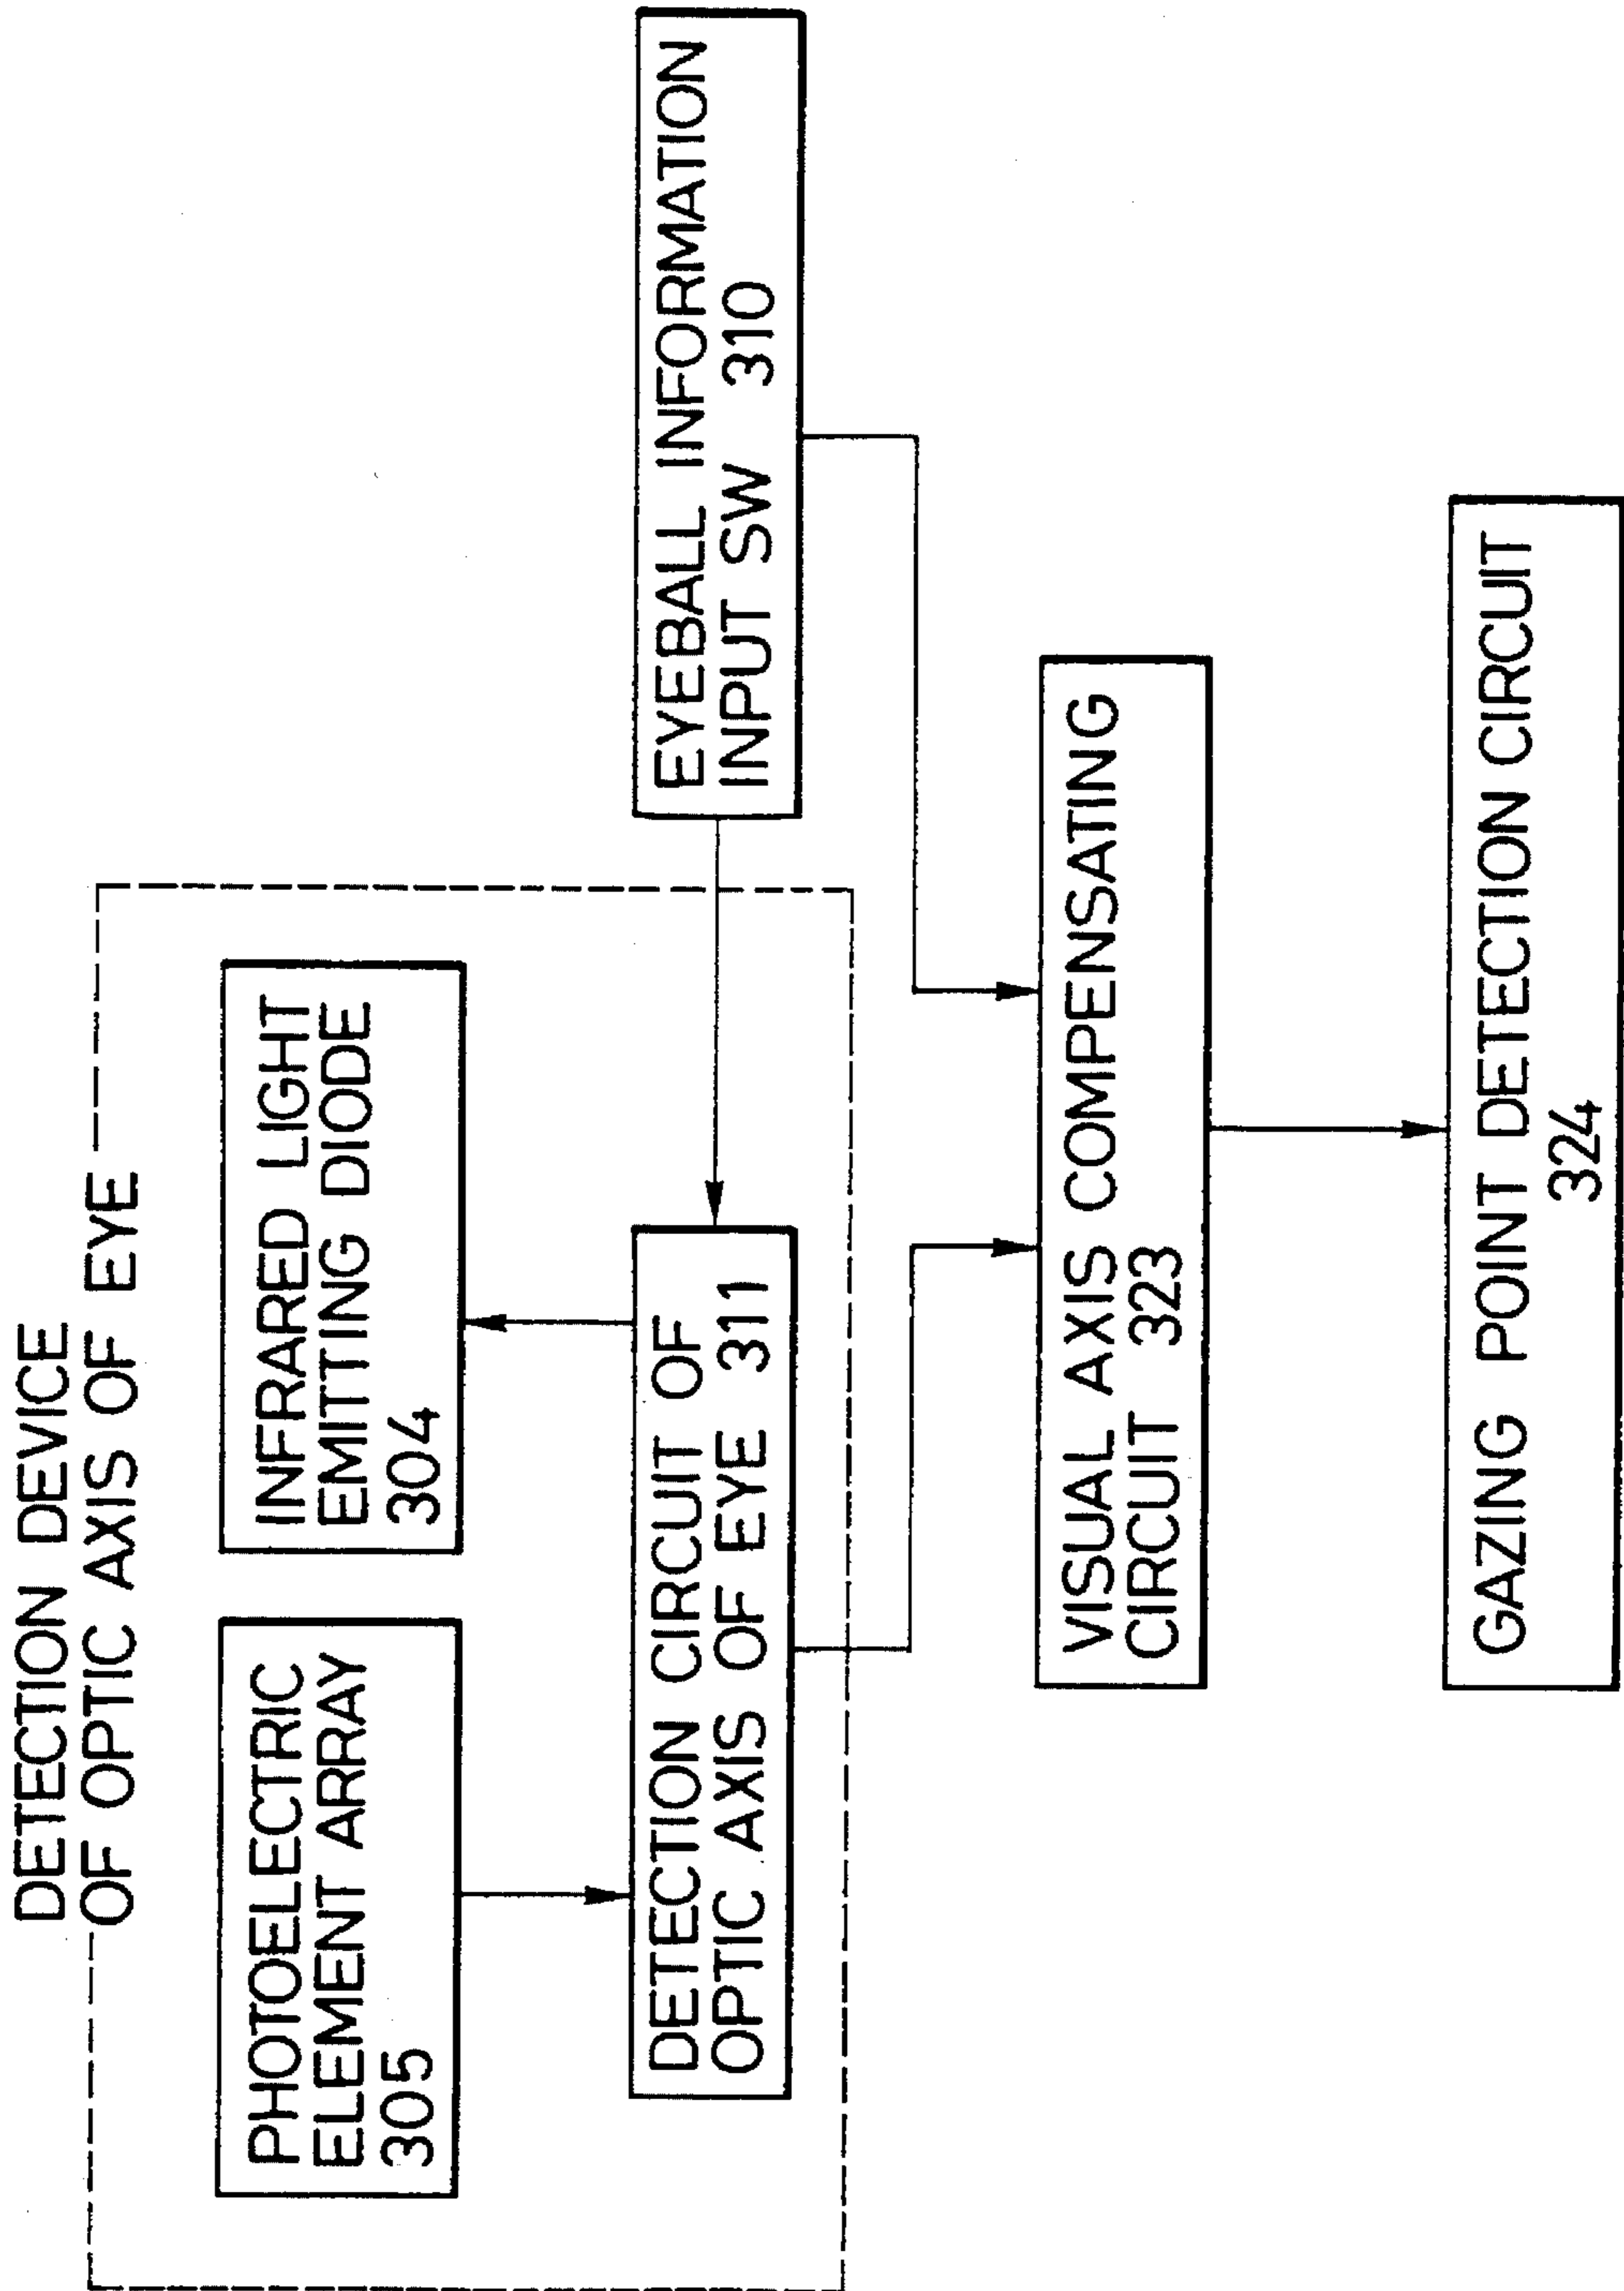 DETECTION DEVICE
OF OPTIC AXIS OF EYE
PHOTOELECTRIC
ELEMENT ARRAY
305
INFRARED LIGHT
EMITTING DIODE
304
DETECTION CIRCUIT OF
OPTIC AXIS OF EYE 311
EYEBALL INFORMATION
INPUT SW 310
VISUAL AXIS COMPENSATING
CIRCUIT 323
GAZING POINT DETECTION CIRCUIT
324